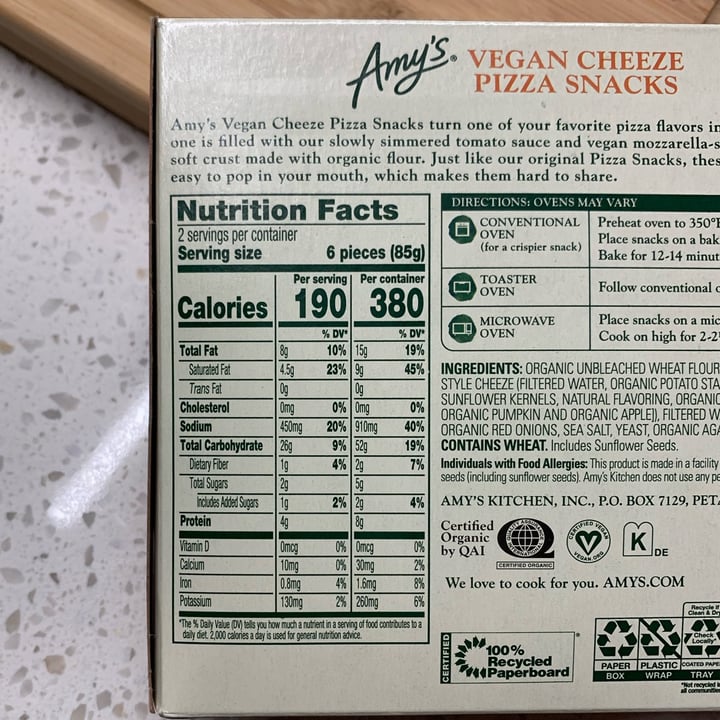 Amy's®
VEGAN CHEEZE
PIZZA SNACKS
Amy's Vegan Cheeze Pizza Snacks turn one of your favorite pizza flavors in
one is filled with our slowly simmered tomato sauce and vegan mozzarella-s
soft crust made with organic flour. Just like our original Pizza Snacks, thes
easy to pop in your mouth, which makes them hard to share.
Nutrition Facts
2 servings per container
Serving size 6 pieces (85g)
Per serving Per container
Calories 190 380
% DV* % DV*
Total Fat 8g 10% 15g 19%
Saturated Fat 4.5g 23% 9g 45%
Trans Fat 0g 0g
Cholesterol 0mg 0% 0mg 0%
Sodium 450mg 20% 910mg 40%
Total Carbohydrate 26g 9% 52g 19%
Dietary Fiber 1g 4% 2g 7%
Total Sugars 2g 5g
Includes Added Sugars 1g 2% 2g 4%
Protein 4g 8g
Vitamin D 0mcg 0% 0mcg 0%
Calcium 10mg 0% 30mg 2%
Iron 0.8mg 4% 1.6mg 8%
Potassium 130mg 2% 260mg 6%
*The % Daily Value (DV) tells you how much a nutrient in a serving of food contributes to a
daily diet. 2,000 calories a day is used for general nutrition advice.
DIRECTIONS: OVENS MAY VARY
CONVENTIONAL
OVEN
(for a crispier snack)
Preheat oven to 350°F
Place snacks on a bak
Bake for 12-14 minut
TOASTER
OVEN
Follow conventional o
MICROWAVE
OVEN
Place snacks on a mic
Cook on high for 2-2
INGREDIENTS: ORGANIC UNBLEACHED WHEAT FLOUR
STYLE CHEEZE (FILTERED WATER, ORGANIC POTATO STA
SUNFLOWER KERNELS, NATURAL FLAVORING, ORGANIC
ORGANIC PUMPKIN AND ORGANIC APPLE]), FILTERED W
ORGANIC RED ONIONS, SEA SALT, YEAST, ORGANIC AGA
CONTAINS WHEAT. Includes Sunflower Seeds.
Individuals with Food Allergies: This product is made in a facility
seeds (including sunflower seeds). Amy's Kitchen does not use any pe
AMY'S KITCHEN, INC., P.O. BOX 7129, PET
Certified
Organic
by QAI
QUALITY ASSURANCE
INTERNATIONAL
CERTIFIED ORGANIC
CERTIFIED VEGAN
VEGAN.ORG
K DE
We love to cook for you. AMYS.COM
CERTIFIED
100%
Recycled
Paperboard
PAPER
BOX
PLASTIC
WRAP
Recycle if
Clean & Dry
Check
Locally*
COATED PAPE
TRAY
*Not recycled in
all communities